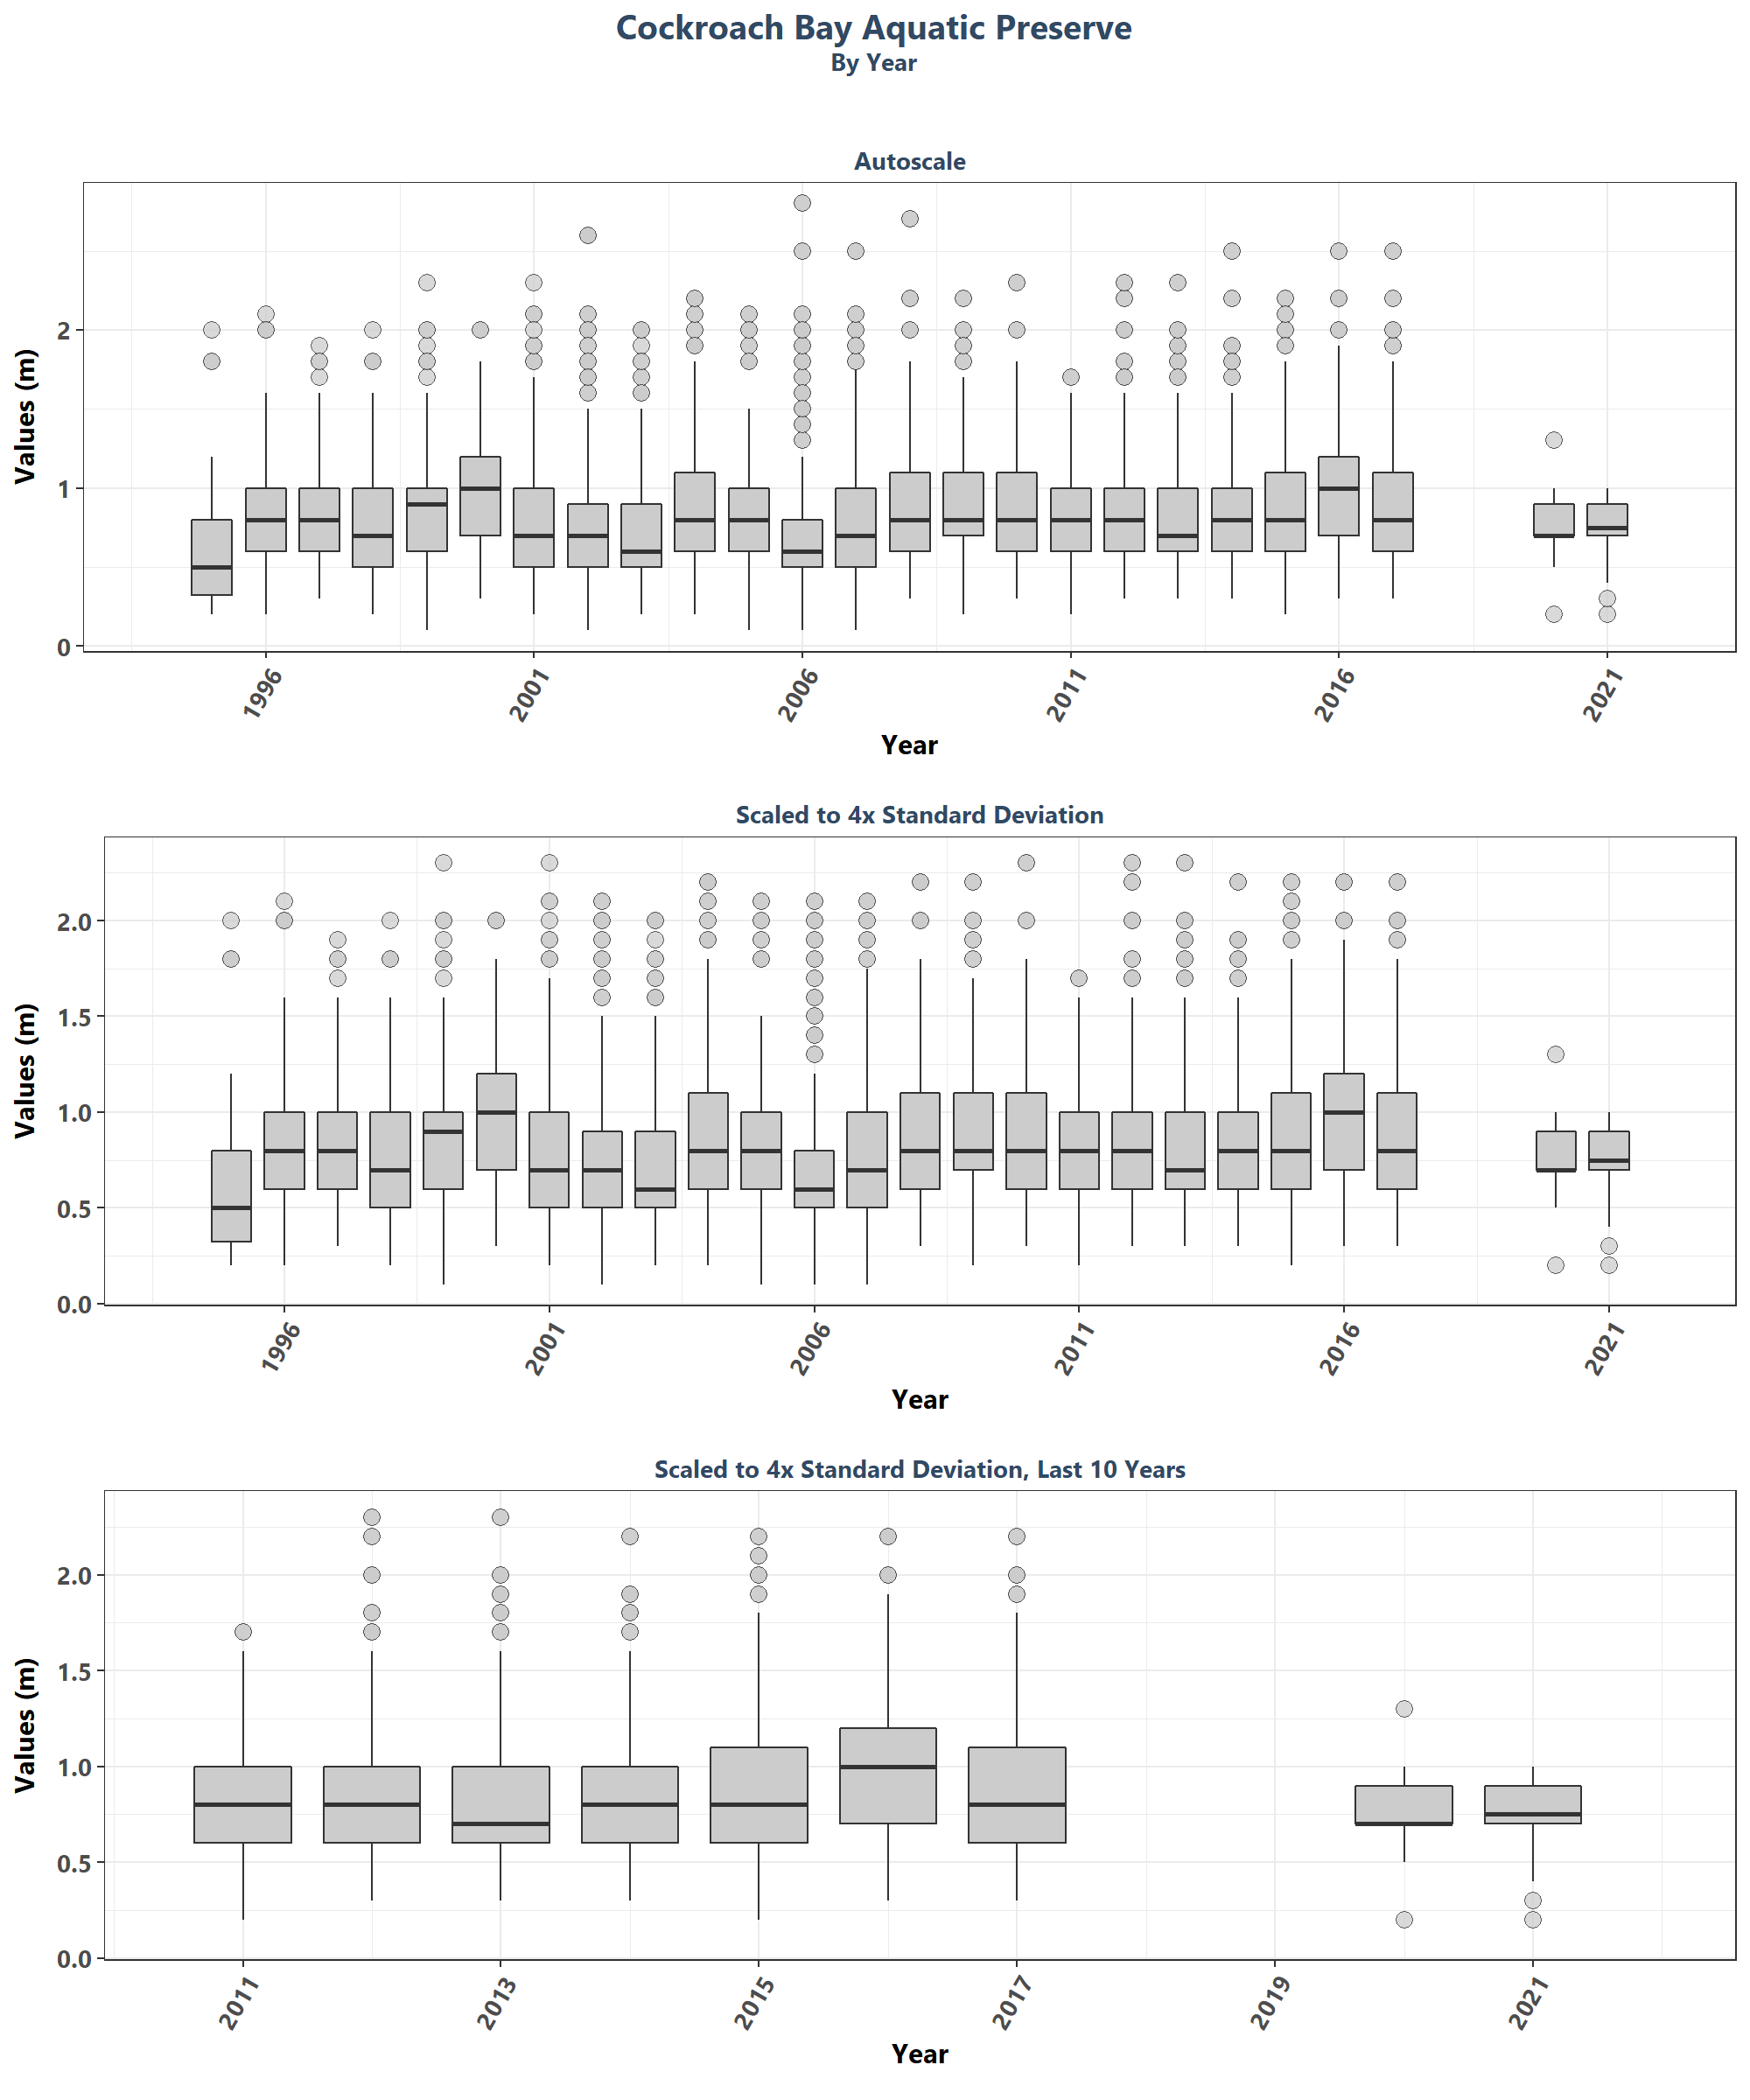 Cockroach Bay Aquatic Preserve
By Year
Autoscale
Values (m)
2
1
0
1996 2001 2006 2011 2016 2021
Year
Scaled to 4x Standard Deviation
Values (m)
2.0
1.5
1.0
0.5
0.0
1996 2001 2006 2011 2016 2021
Year
Scaled to 4x Standard Deviation, Last 10 Years
Values (m)
2.0
1.5
1.0
0.5
0.0
2011 2013 2015 2017 2019 2021
Year